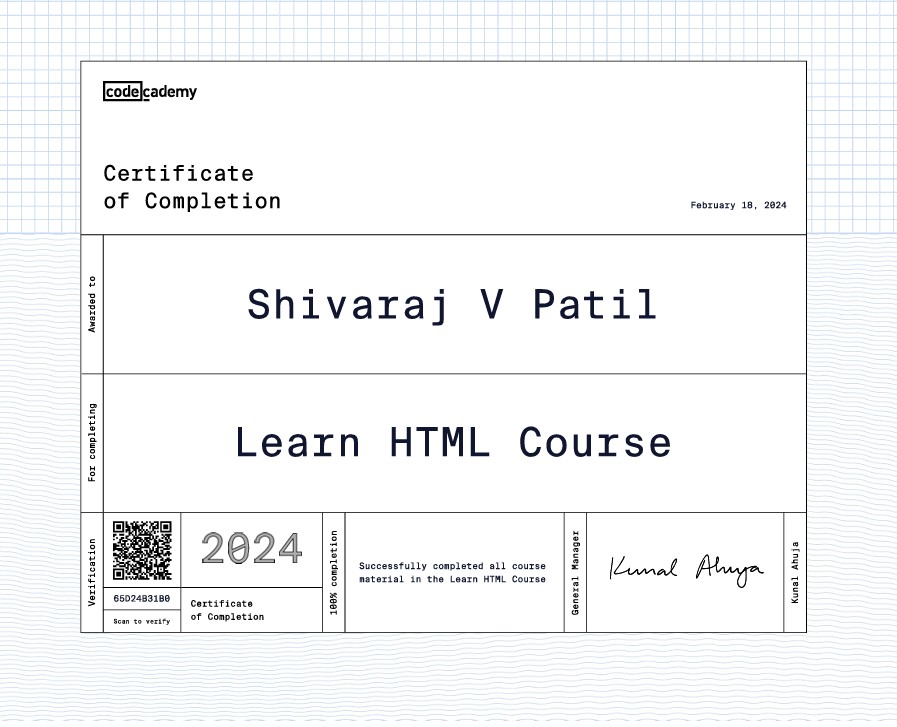 codecademy
Certificate
of Completion
February 18, 2024
Awarded to
Shivaraj V Patil
For completing
Learn HTML Course
Verification
65D24B31B0
Scan to verify
2024
Certificate
of Completion
100% completion
Successfully completed all course
material in the Learn HTML Course
General Manager
Kunal Ahuja
Kunal Ahuja